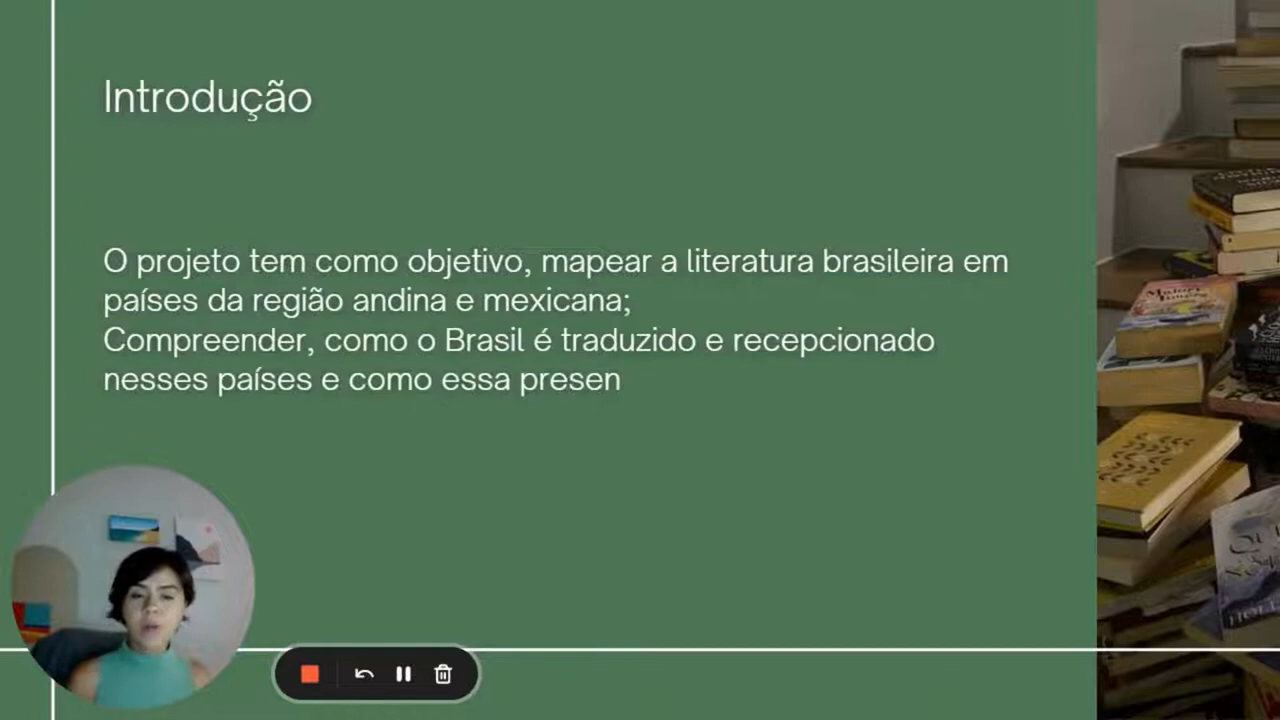 Introdução
O projeto tem como objetivo, mapear a literatura brasileira em
países da região andina e mexicana;
Compreender, como o Brasil é traduzido e recepcionado
nesses países e como essa presen